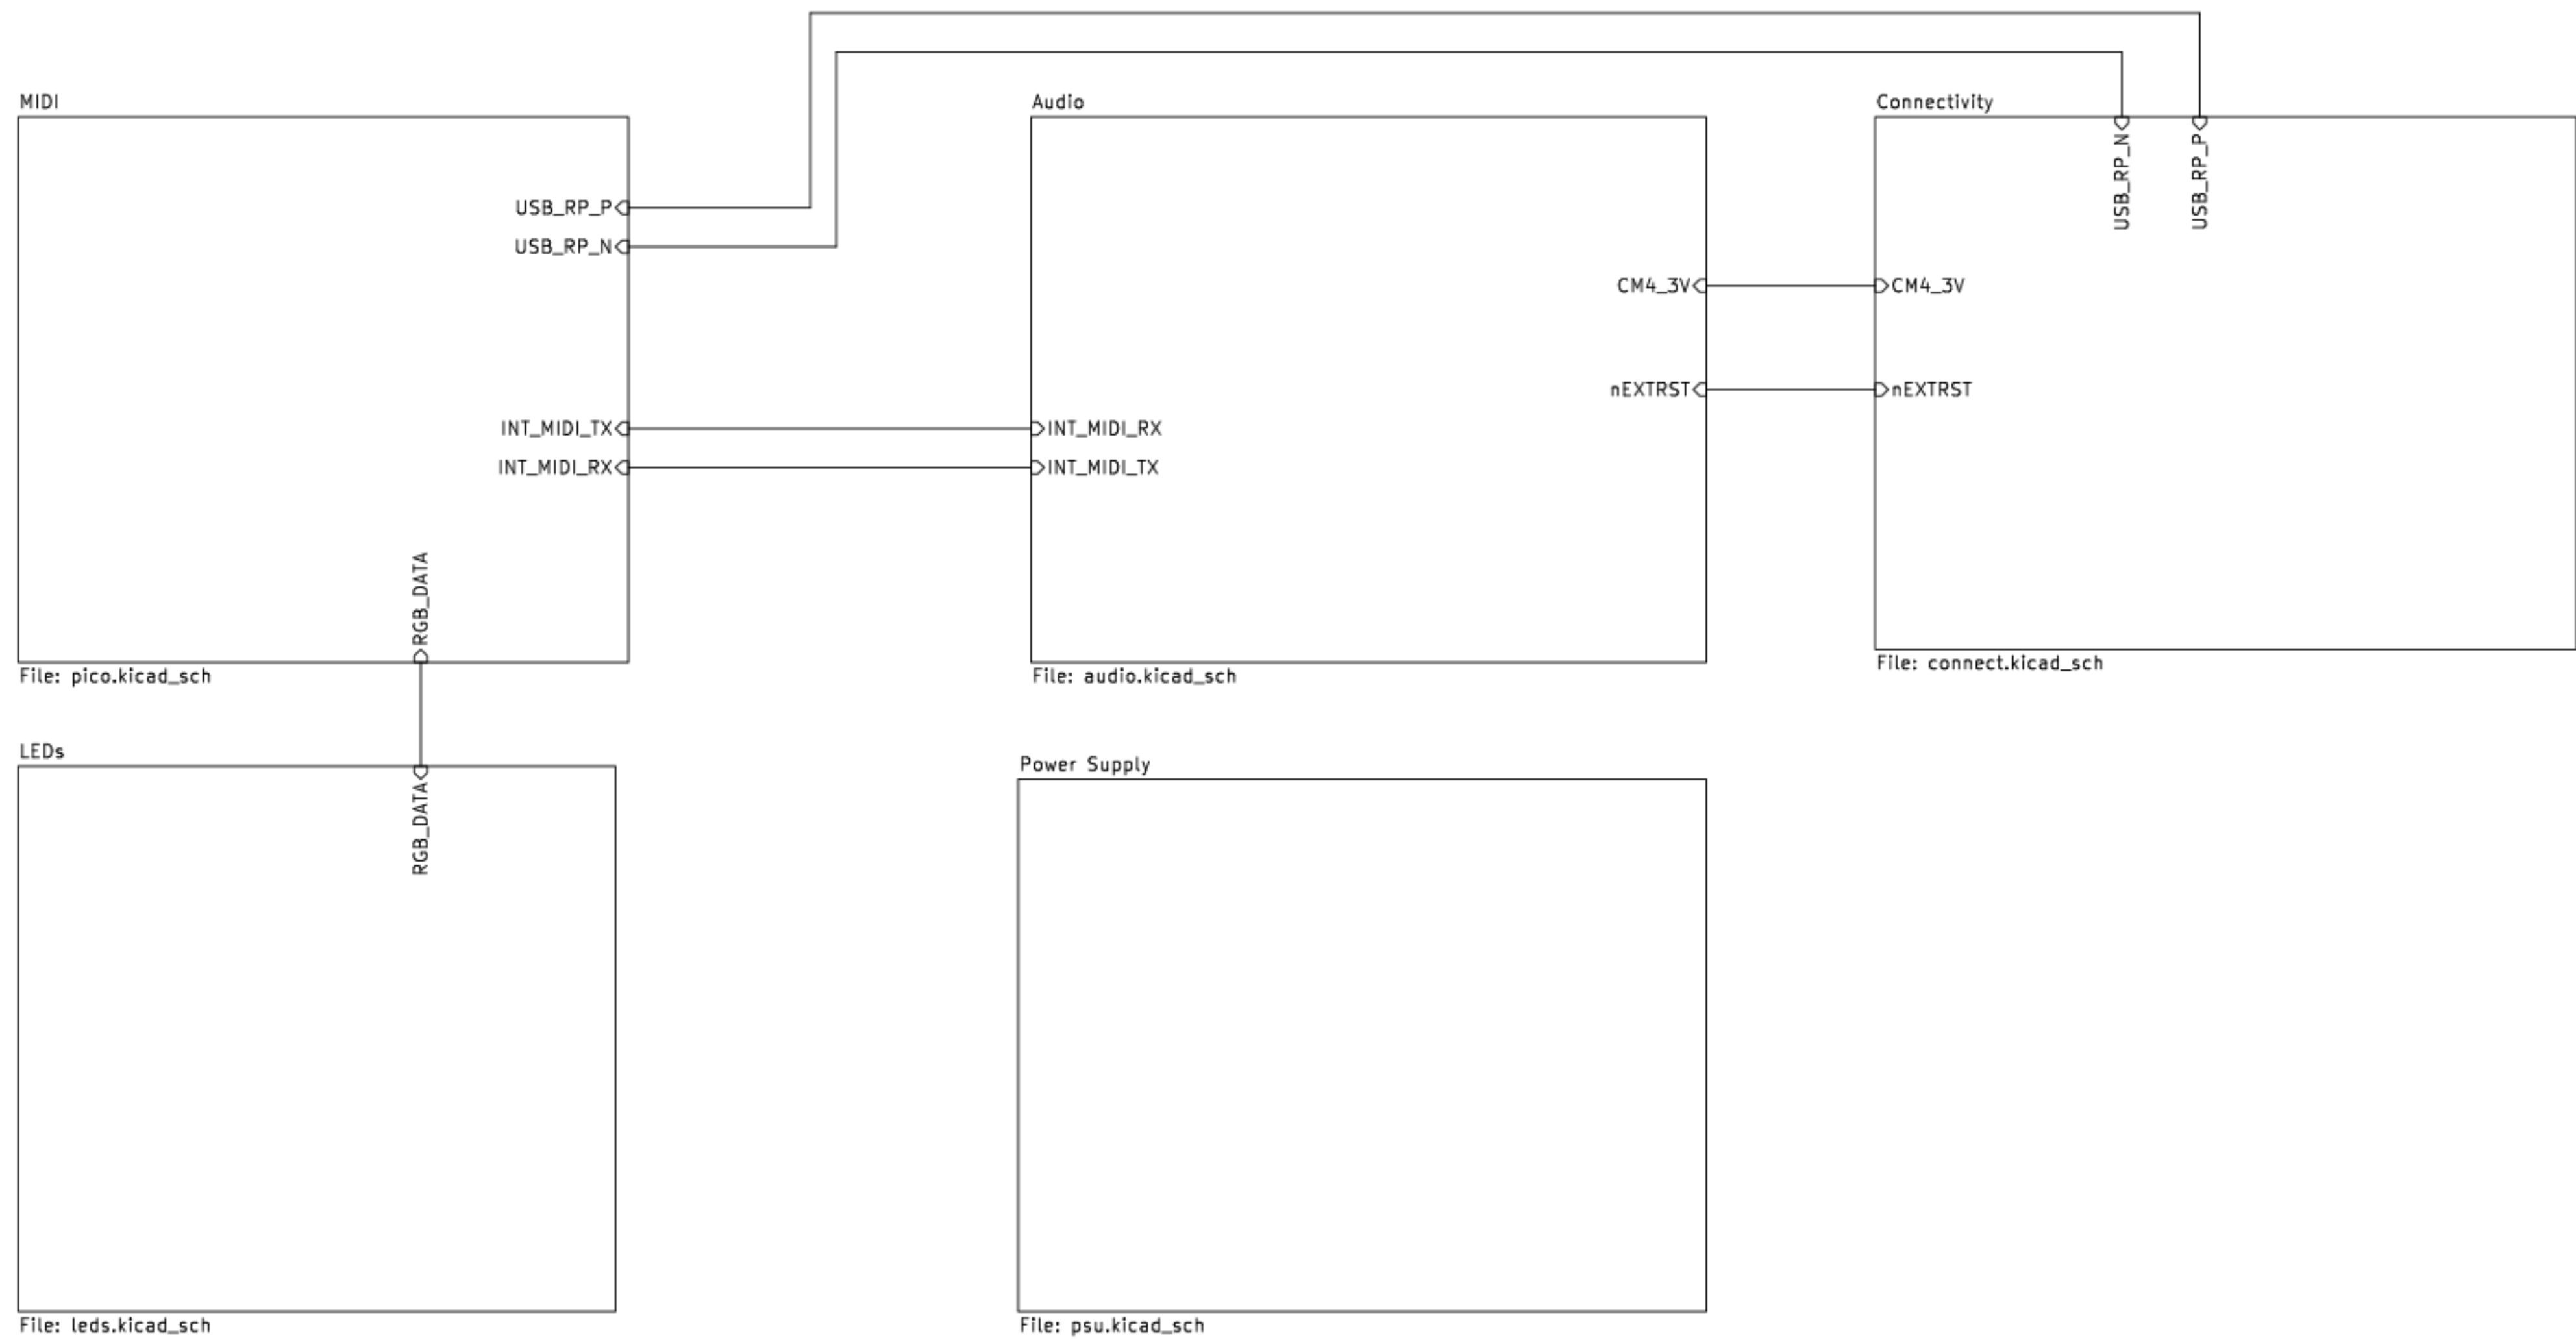 MIDI
USB_RP_P
USB_RP_N
INT_MIDI_TX
INT_MIDI_RX
RGB_DATA
File: pico.kicad_sch
Audio
CM4_3V
nEXTRST
INT_MIDI_RX
INT_MIDI_TX
File: audio.kicad_sch
Connectivity
USB_RP_N
USB_RP_P
CM4_3V
nEXTRST
File: connect.kicad_sch
LEDs
RGB_DATA
File: leds.kicad_sch
Power Supply
File: psu.kicad_sch